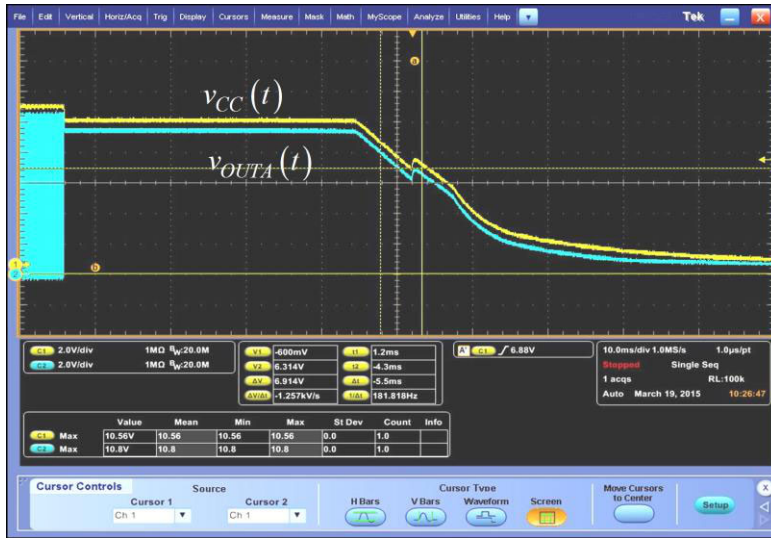 File Edit Vertical Horiz/Acq Trig Display Cursors Measure Mask Math MyScope Analyze Utilities Help Tek X
a
v_CC(t)
v_OUTA(t)
1
2
b
C1 2.0V/div 1MΩ BW:20.0M
C2 2.0V/div 1MΩ BW:20.0M
V1 -600mV t1 1.2ms
V2 6.314V t2 -4.3ms
ΔV 6.914V Δt -5.5ms
ΔV/Δt -1.257kV/s 1/Δt 181.818Hz
A' C1 6.88V
10.0ms/div 1.0MS/s 1.0µs/pt
Stopped Single Seq
1 acqs RL:100k
Auto March 19, 2015 10:26:47
Value Mean Min Max St Dev Count Info
C1 Max 10.56V 10.56 10.56 10.56 0.0 1.0
C2 Max 10.8V 10.8 10.8 10.8 0.0 1.0
Cursor Controls Source Cursor Type Move Cursors to Center X
Cursor 1 Cursor 2 H Bars V Bars Waveform Screen Setup
Ch 1 Ch 1